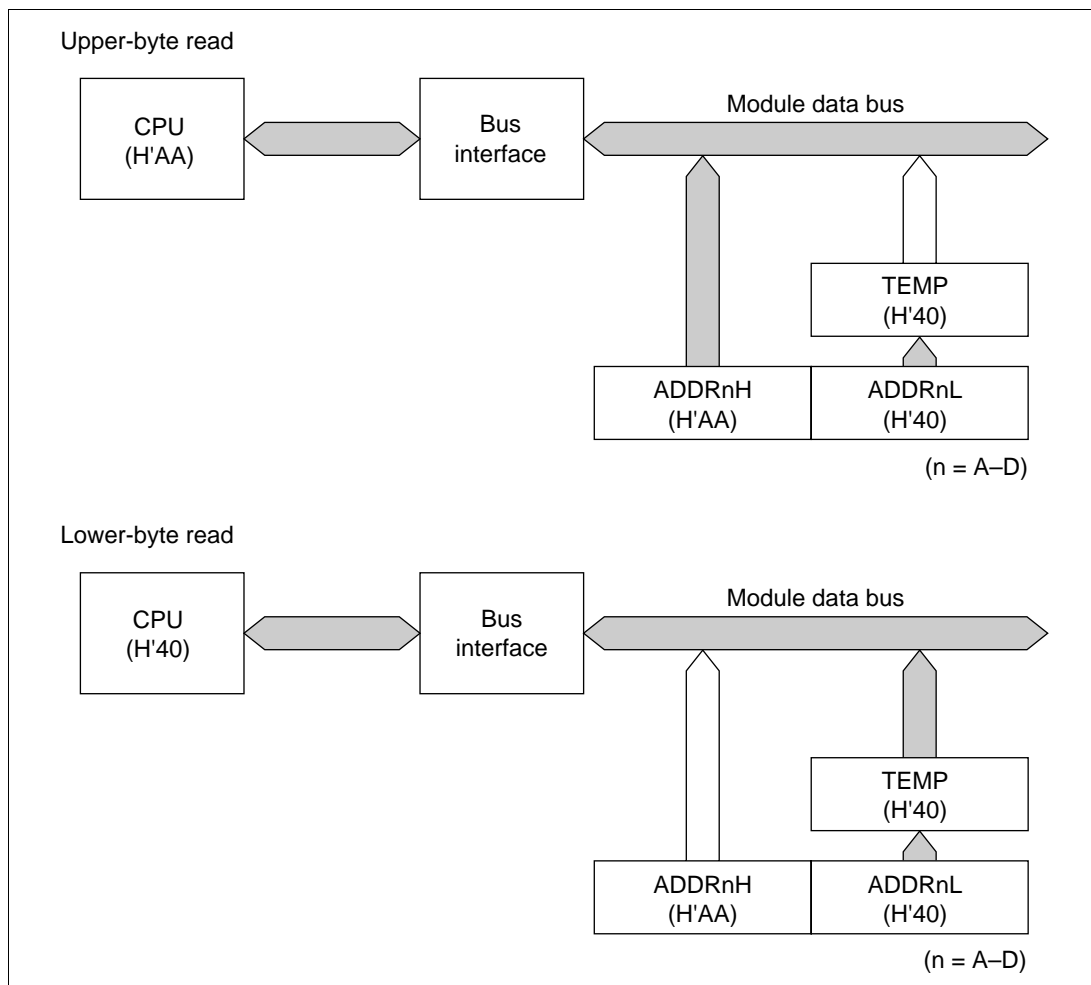 Upper-byte read
Module data bus
CPU
(H'AA)
Bus
interface
TEMP
(H'40)
ADDRnH
(H'AA)
ADDRnL
(H'40)
(n = A–D)
Lower-byte read
Module data bus
CPU
(H'40)
Bus
interface
TEMP
(H'40)
ADDRnH
(H'AA)
ADDRnL
(H'40)
(n = A–D)